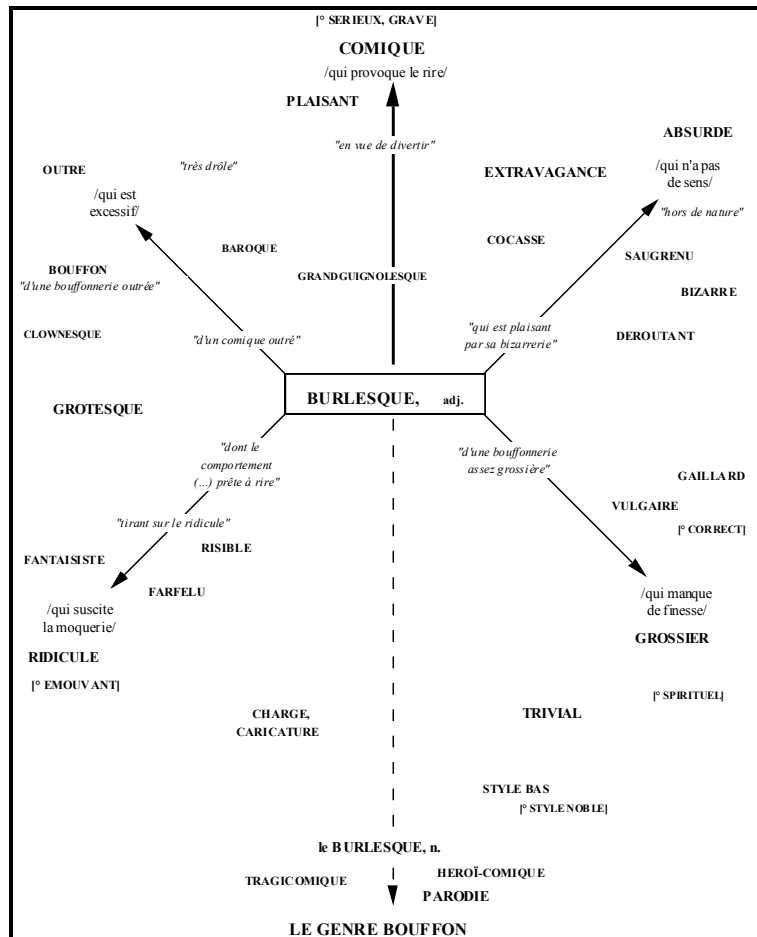 [° SERIEUX, GRAVE]
COMIQUE
/qui provoque le rire/
PLAISANT
"en vue de divertir"
ABSURDE
/qui n'a pas
de sens/
"hors de nature"
EXTRAVAGANCE
"très drôle"
OUTRE
/qui est
excessif/
COCASSE
BAROQUE
SAUGRENU
BOUFFON
"d'une bouffonnerie outrée"
GRANDGUIGNOLESQUE
BIZARRE
CLOWNESQUE
"d'un comique outré"
"qui est plaisant
par sa bizarrerie"
DEROUTANT
BURLESQUE, adj.
GROTESQUE
"dont le
comportement
(...) prête à rire"
"d'une bouffonnerie
assez grossière"
GAILLARD
VULGAIRE
[° CORRECT]
"tirant sur le ridicule"
RISIBLE
FANTAISISTE
FARFELU
/qui suscite
la moquerie/
RIDICULE
[° EMOUVANT]
/qui manque
de finesse/
GROSSIER
[° SPIRITUEL]
CHARGE,
CARICATURE
TRIVIAL
STYLE BAS
[° STYLE NOBLE]
le BURLESQUE, n.
TRAGICOMIQUE
HEROÏ-COMIQUE
PARODIE
LE GENRE BOUFFON